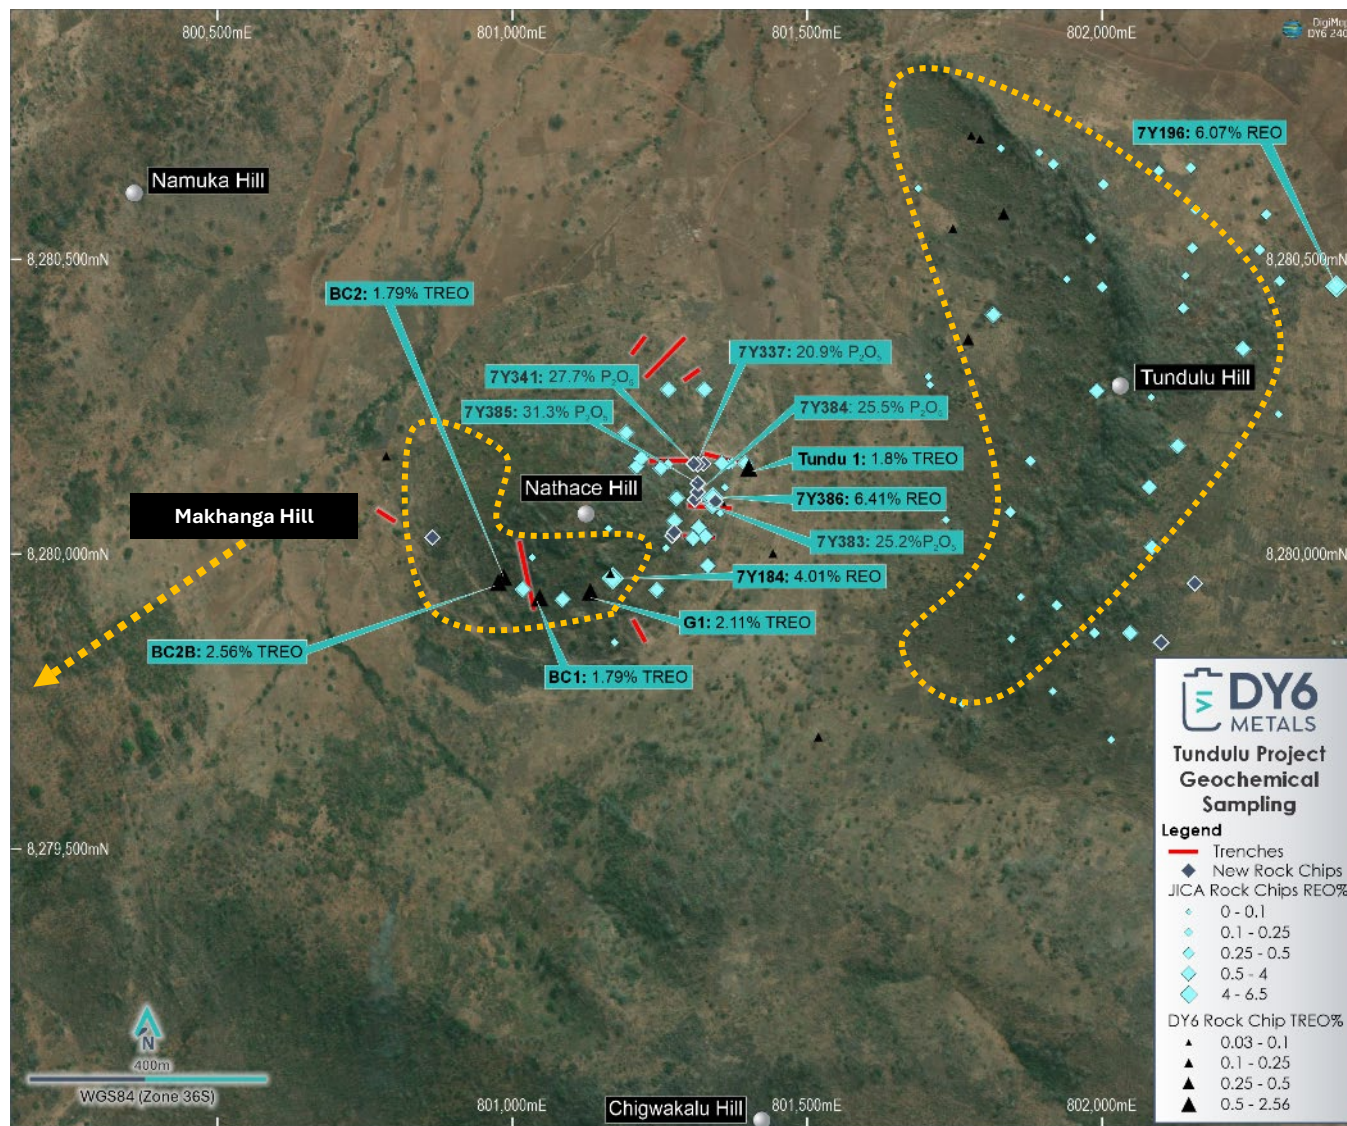 800,500mE
801,000mE
801,500mE
802,000mE
7Y196: 6.07% REO
Namuka Hill
8,280,500mN
8,280,500mN
BC2: 1.79% TREO
7Y337: 20.9% P₂O₅
7Y341: 27.7% P₂O₅
Tundulu Hill
7Y385: 31.3% P₂O₅
7Y384: 25.5% P₂O₅
Tundu 1: 1.8% TREO
Nathace Hill
7Y386: 6.41% REO
Makhanga Hill
7Y383: 25.2%P₂O₅
8,280,000mN
8,280,000mN
7Y184: 4.01% REO
G1: 2.11% TREO
BC2B: 2.56% TREO
BC1: 1.79% TREO
DY6
METALS
Tundulu Project
Geochemical
Sampling
Legend
Trenches
New Rock Chips
JICA Rock Chips REO%
0 - 0.1
0.1 - 0.25
0.25 - 0.5
0.5 - 4
4 - 6.5
DY6 Rock Chip TREO%
0.03 - 0.1
0.1 - 0.25
0.25 - 0.5
0.5 - 2.56
8,279,500mN
N
400m
WGS84 (Zone 36S)
801,000mE
Chigwakalu Hill
801,500mE
802,000mE